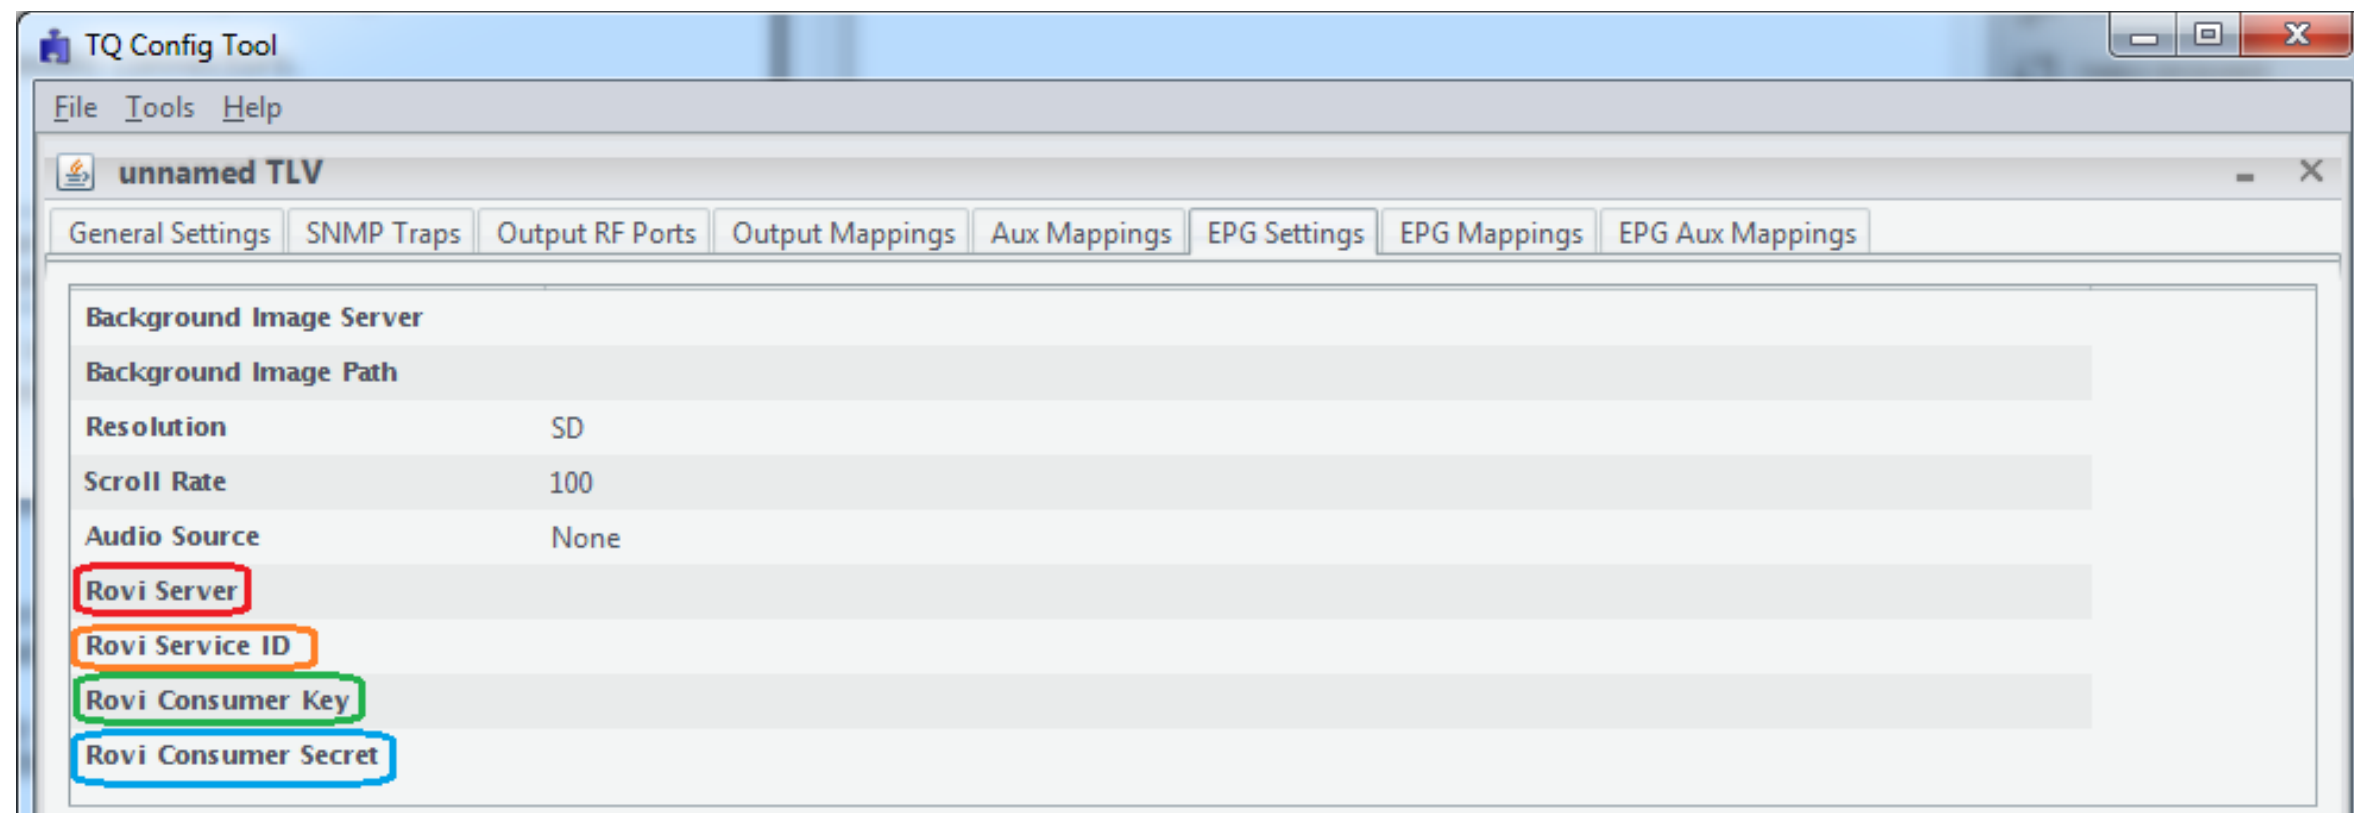 TQ Config Tool
File Tools Help
unnamed TLV
General Settings SNMP Traps Output RF Ports Output Mappings Aux Mappings EPG Settings EPG Mappings EPG Aux Mappings
Background Image Server
Background Image Path
Resolution SD
Scroll Rate 100
Audio Source None
Rovi Server
Rovi Service ID
Rovi Consumer Key
Rovi Consumer Secret